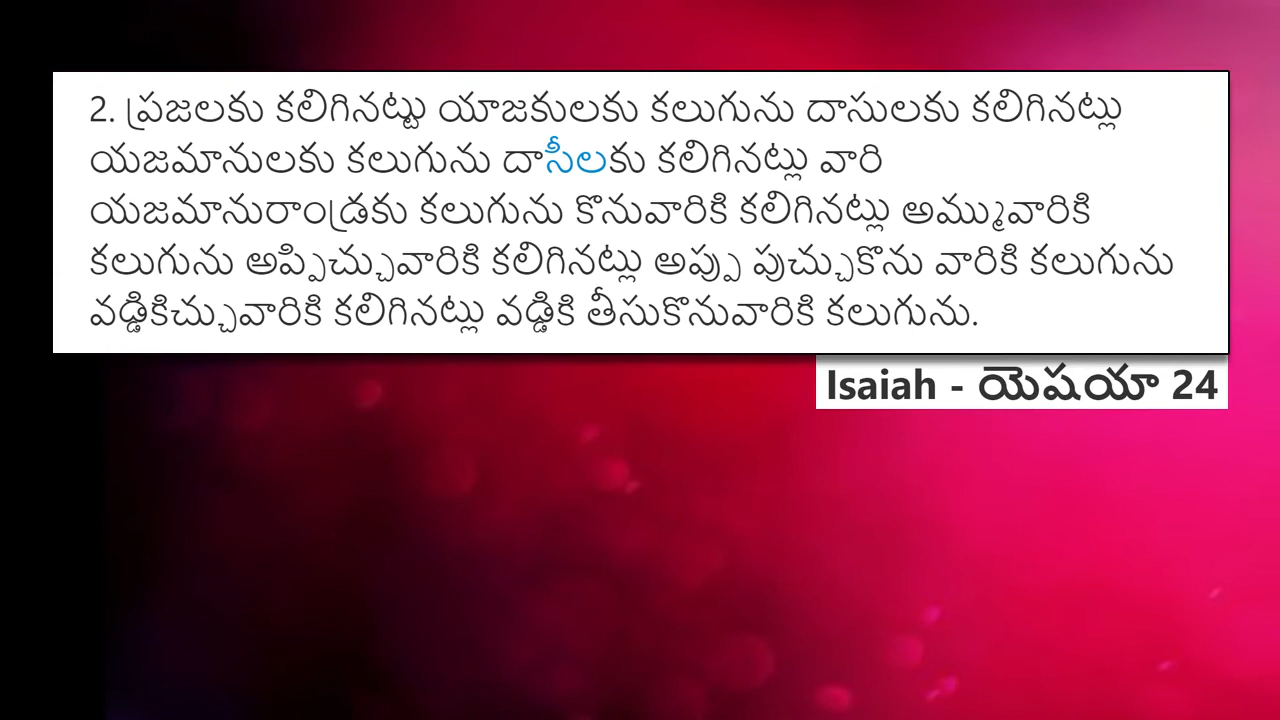 2. ప్రజలకు కలిగినట్టు యాజకులకు కలుగును దాసులకు కలిగినట్లు
యజమానులకు కలుగును దాసీలకు కలిగినట్లు వారి
యజమానురాండ్రకు కలుగును కొనువారికి కలిగినట్లు అమ్మువారికి
కలుగును అప్పిచ్చువారికి కలిగినట్లు అప్పు పుచ్చుకొను వారికి కలుగును
వడ్డికిచ్చువారికి కలిగినట్లు వడ్డికి తీసుకొనువారికి కలుగును.
Isaiah - యెషయా 24